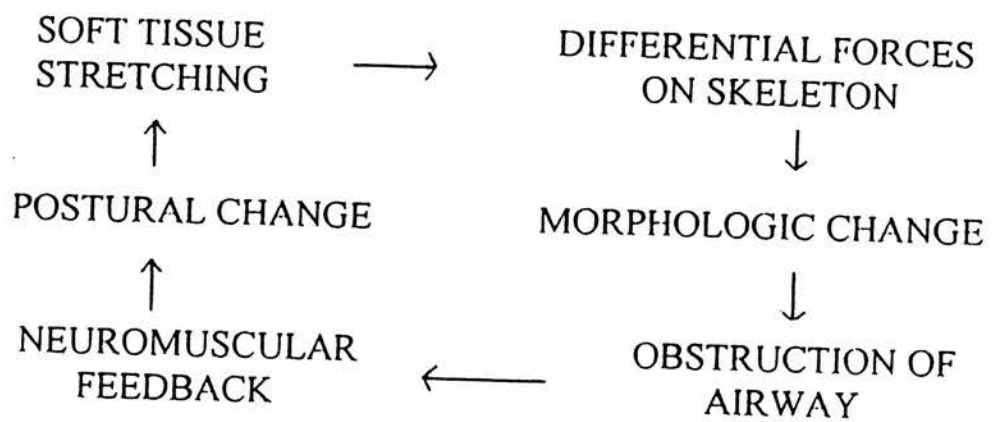 SOFT TISSUE
STRETCHING
DIFFERENTIAL FORCES
ON SKELETON
POSTURAL CHANGE
MORPHOLOGIC CHANGE
NEUROMUSCULAR
FEEDBACK
OBSTRUCTION OF
AIRWAY